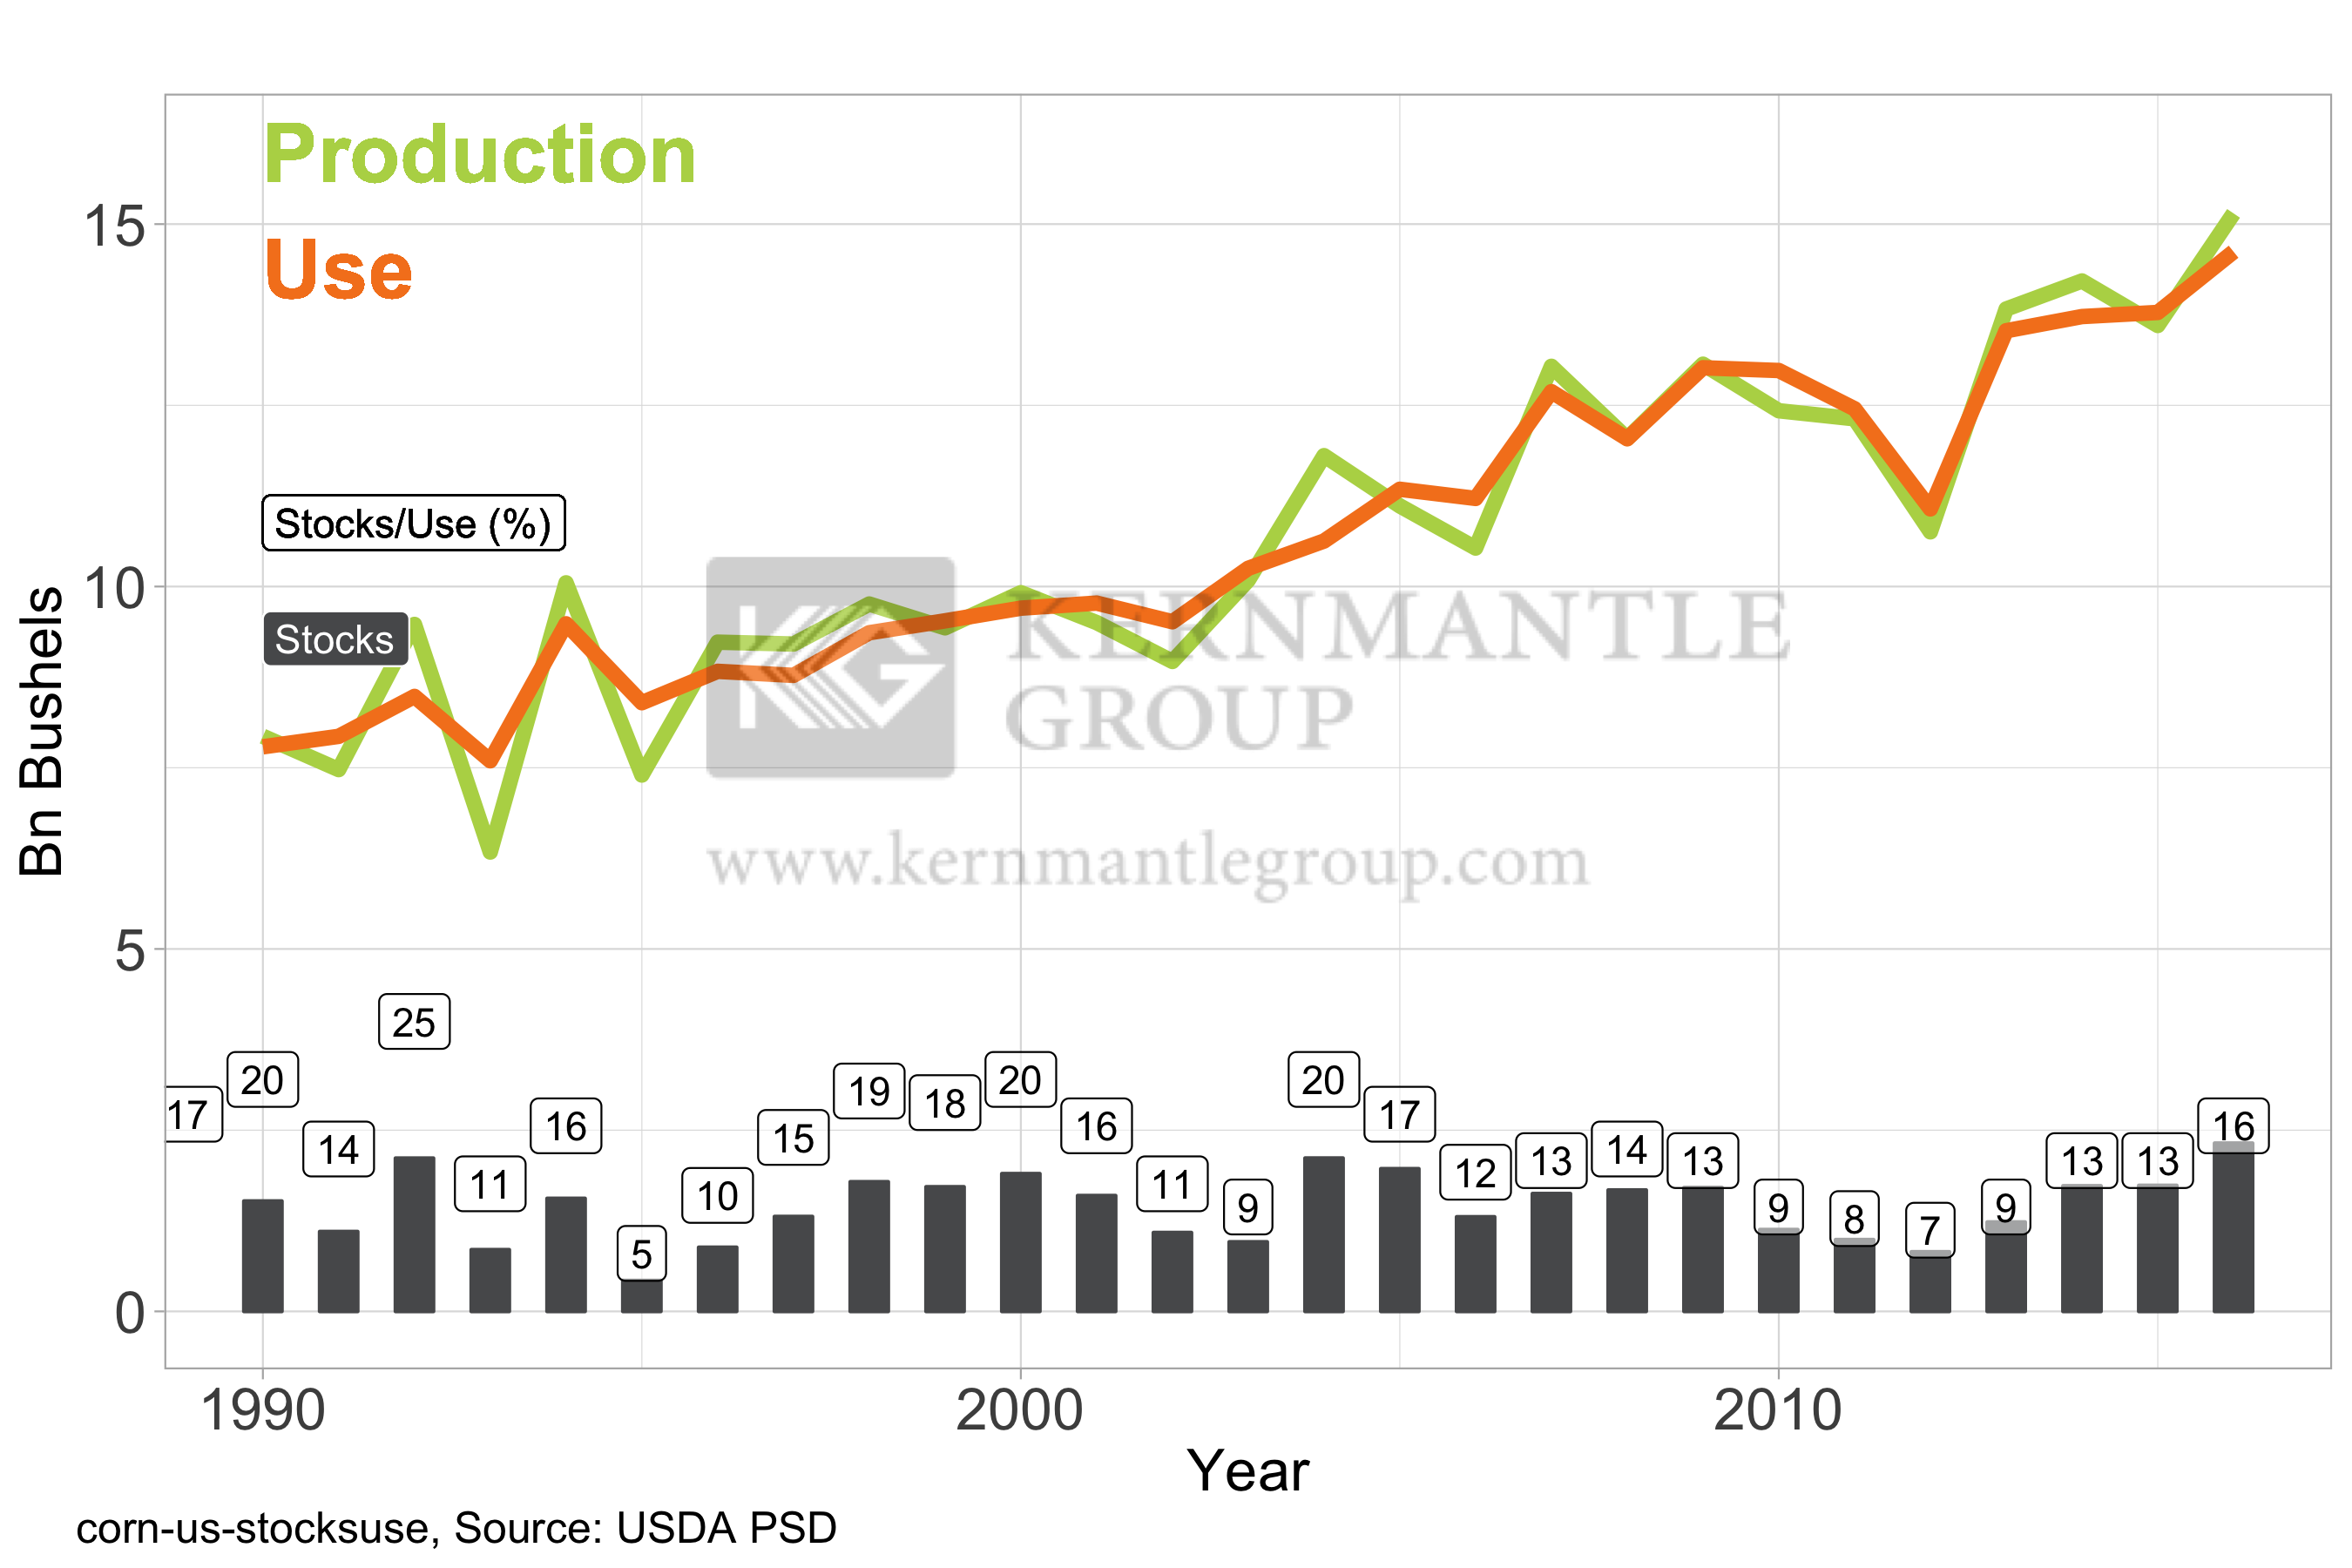 Production
15
Use
Stocks/Use (%)
10
Stocks
KERNMANTLE
GROUP
Bn Bushels
www.kernmantlegroup.com
5
17 20 14 25 11 16 5 10 15 19 18 20 16 11 9 20 17 12 13 14 13 9 8 7 9 13 13 16
0
1990 2000 2010
Year
corn-us-stocksuse, Source: USDA PSD